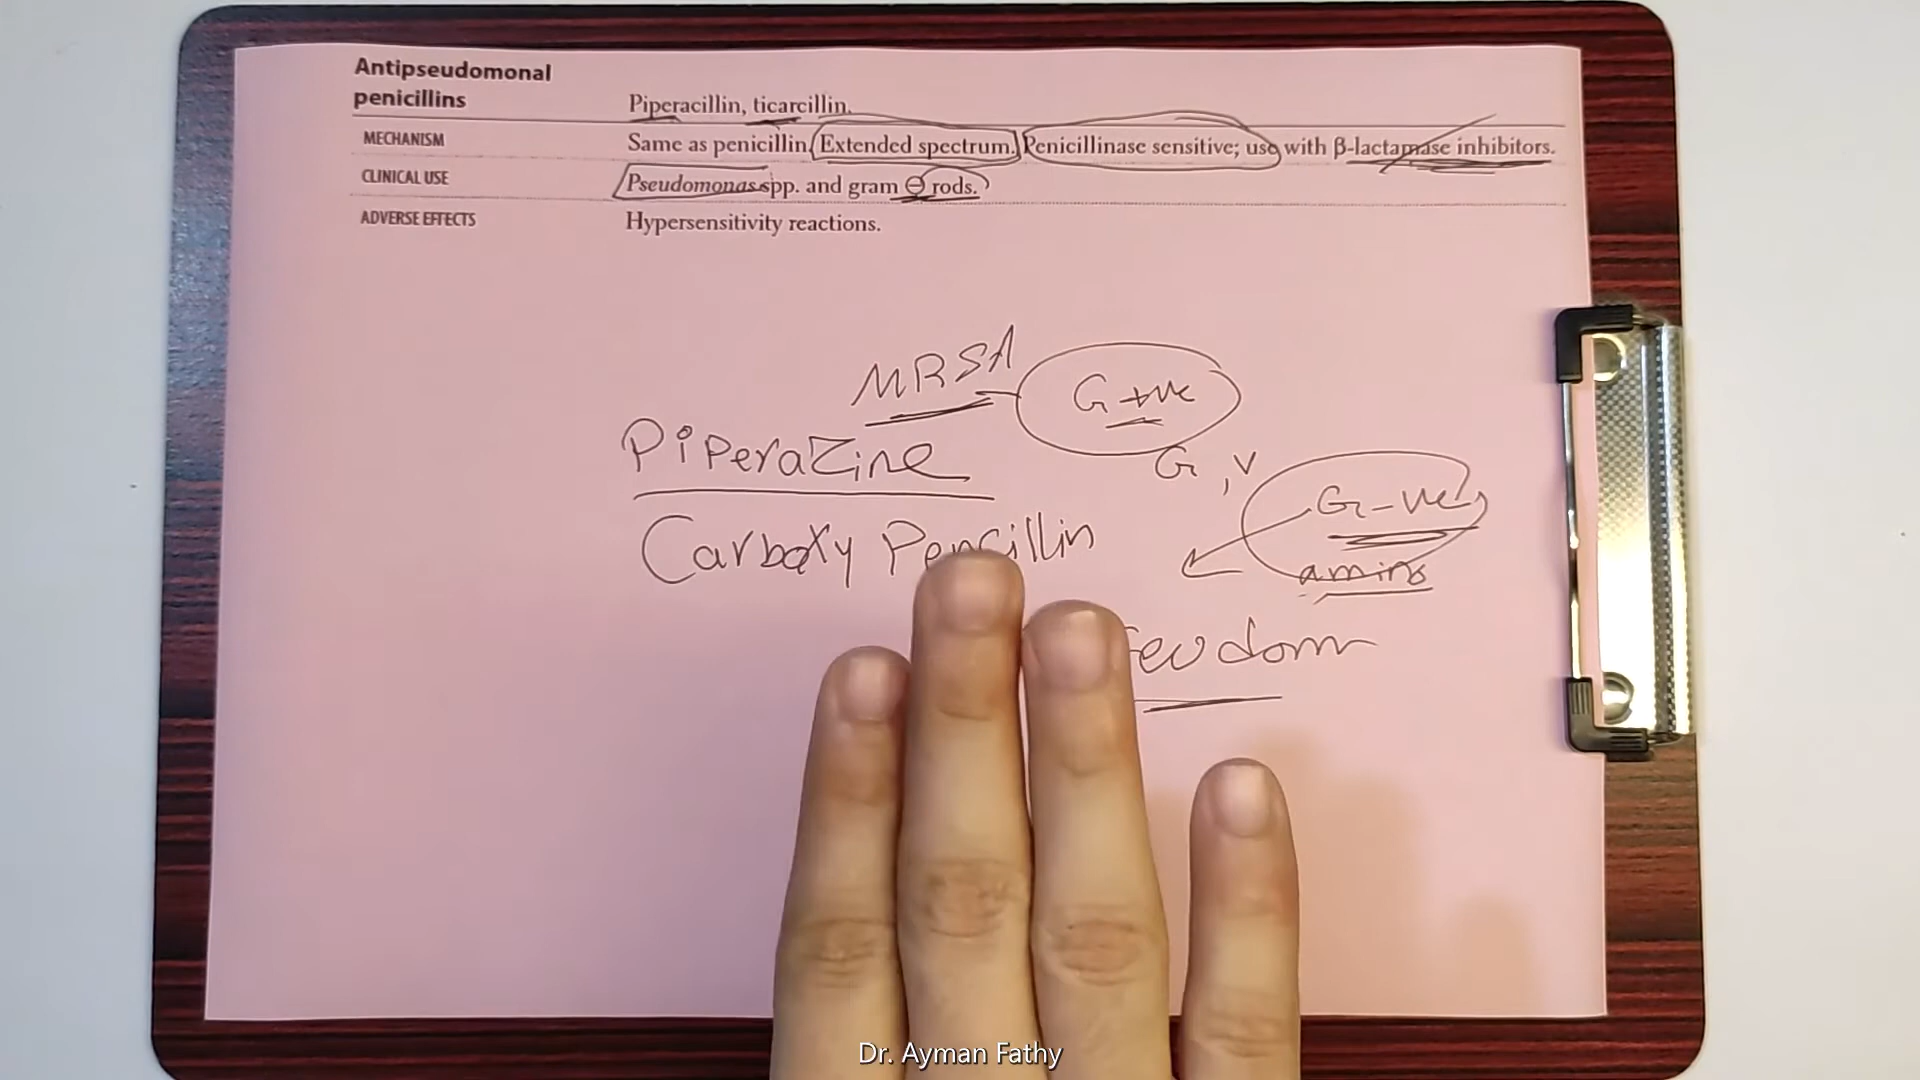 Antipseudomonal
penicillins
Piperacillin, ticarcillin.
MECHANISM
Same as penicillin. Extended spectrum. Penicillinase sensitive; use with β-lactamase inhibitors.
CLINICAL USE
Pseudomonas spp. and gram ⊖ rods.
ADVERSE EFFECTS
Hypersensitivity reactions.
MRSA
G +ve
Piperazine
G , V
G -ve
Carboxy Pencillin
amino
Dr. Ayman Fathy